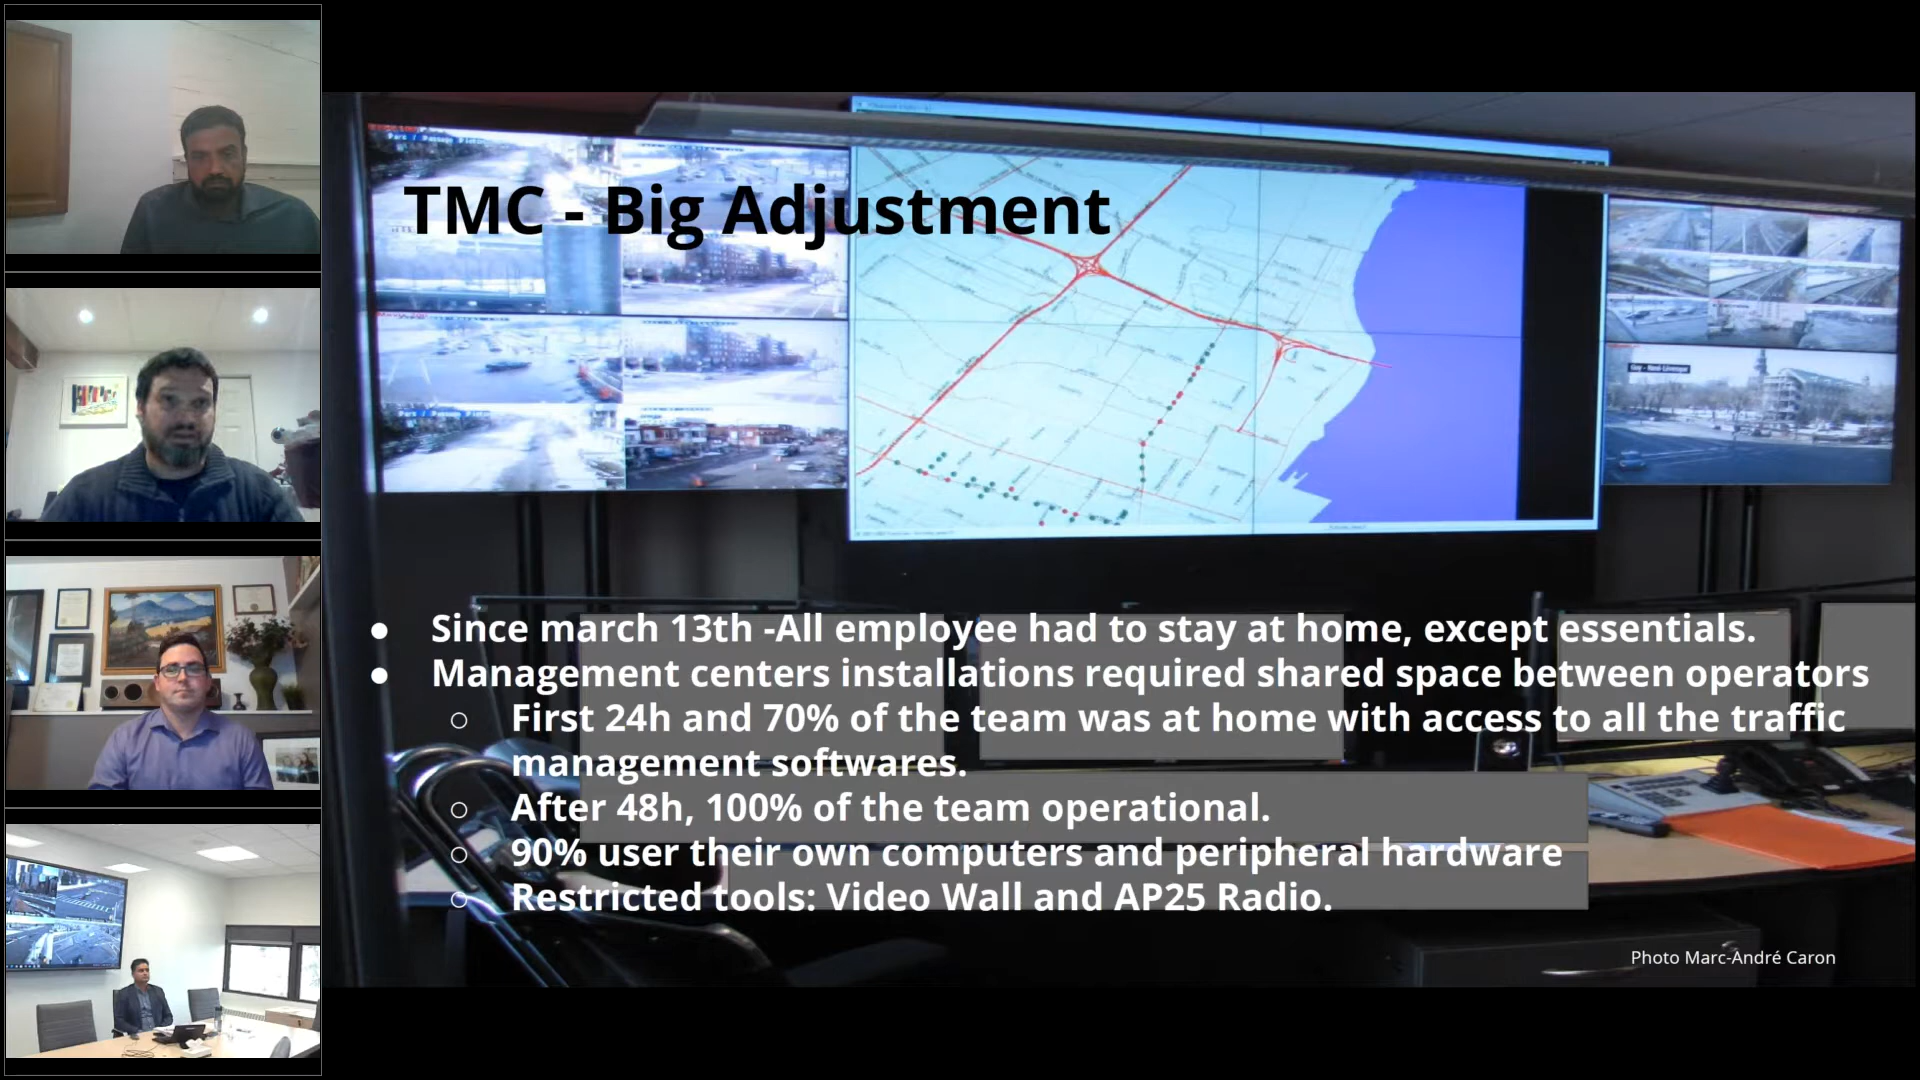 TMC - Big Adjustment
Guy - René-Lévesque
● Since march 13th -All employee had to stay at home, except essentials.
● Management centers installations required shared space between operators
○ First 24h and 70% of the team was at home with access to all the traffic
management softwares.
○ After 48h, 100% of the team operational.
○ 90% user their own computers and peripheral hardware
○ Restricted tools: Video Wall and AP25 Radio.
Photo Marc-André Caron